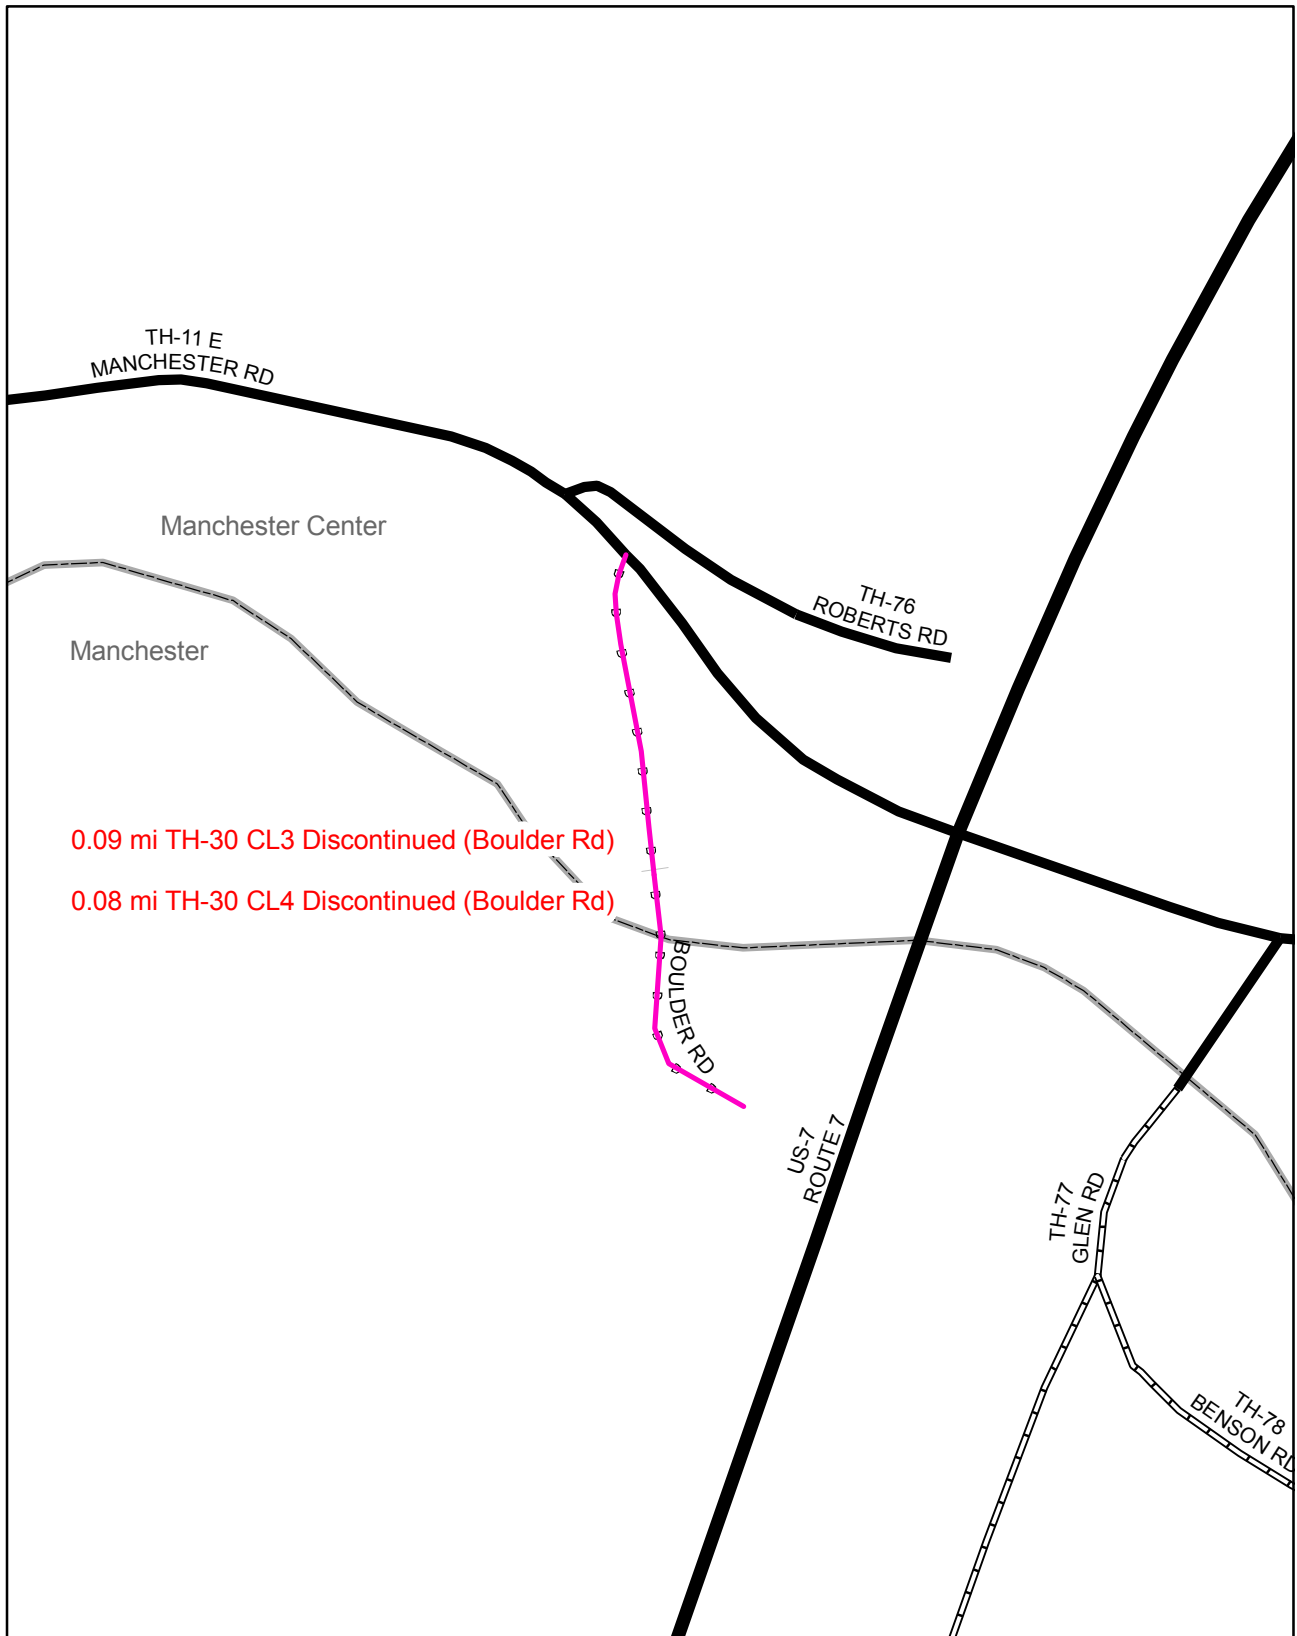 TH-11 E
MANCHESTER RD
Manchester Center
TH-76
ROBERTS RD
Manchester
0.09 mi TH-30 CL3 Discontinued (Boulder Rd)
0.08 mi TH-30 CL4 Discontinued (Boulder Rd)
BOULDER RD
US-7
ROUTE 7
TH-77
GLEN RD
TH-78
BENSON RD